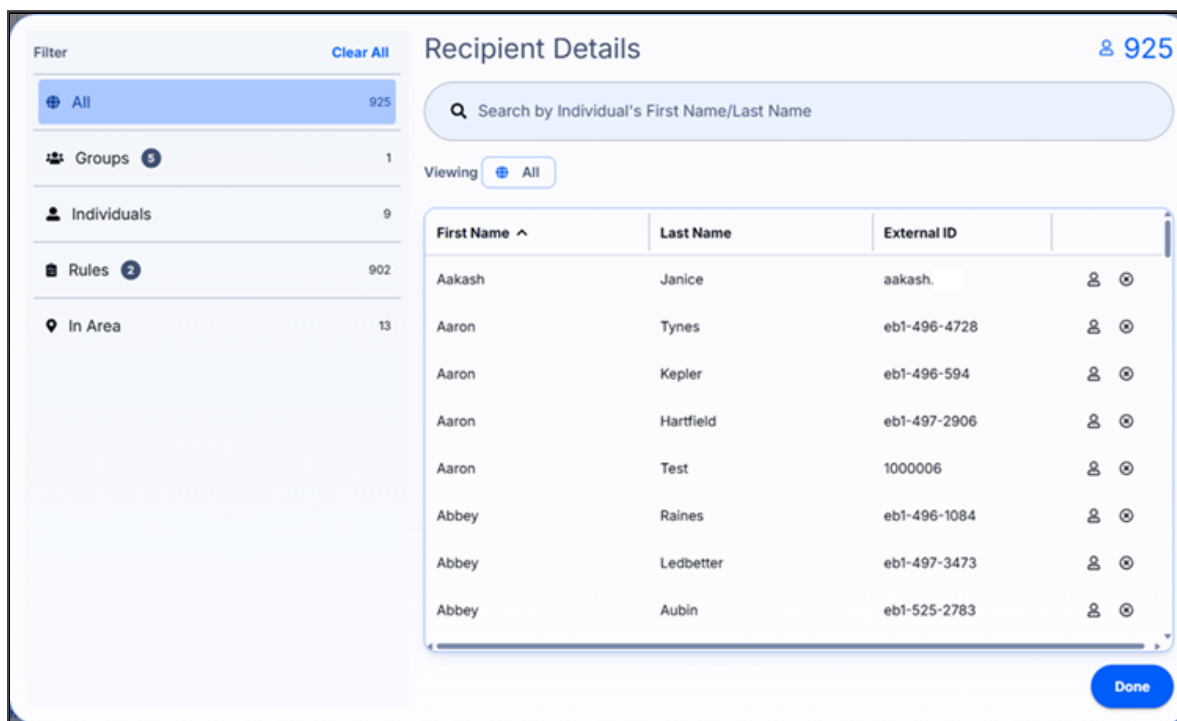 Filter Clear All
All 925
Groups 5 1
Individuals 9
Rules 2 902
In Area 13
Recipient Details 925
Search by Individual's First Name/Last Name
Viewing All
First Name Last Name External ID
Aakash Janice aakash.
Aaron Tynes eb1-496-4728
Aaron Kepler eb1-496-594
Aaron Hartfield eb1-497-2906
Aaron Test 1000006
Abbey Raines eb1-496-1084
Abbey Ledbetter eb1-497-3473
Abbey Aubin eb1-525-2783
Done